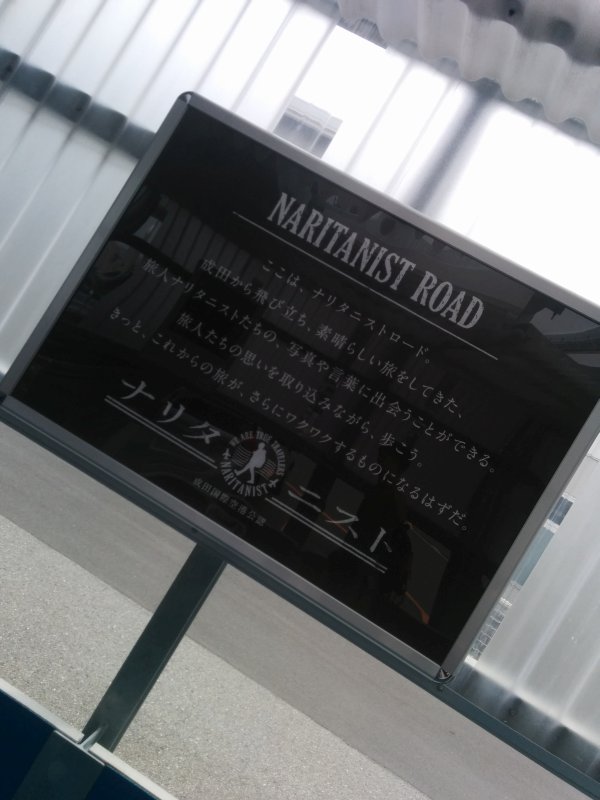 NARITANIST ROAD
ここは、ナリタニストロード。
成田から飛び立ち、素晴らしい旅をしてきた、
旅人ナリタニストたちの、写真や言葉に出会うことができる。
旅人たちの思いを取り込みながら、歩こう。
きっと、これからの旅が、さらにワクワクするものになるはずだ。
ナリタ
WE ARE TRUE TRAVELERS
NARITANIST
ニスト
成田国際空港公認